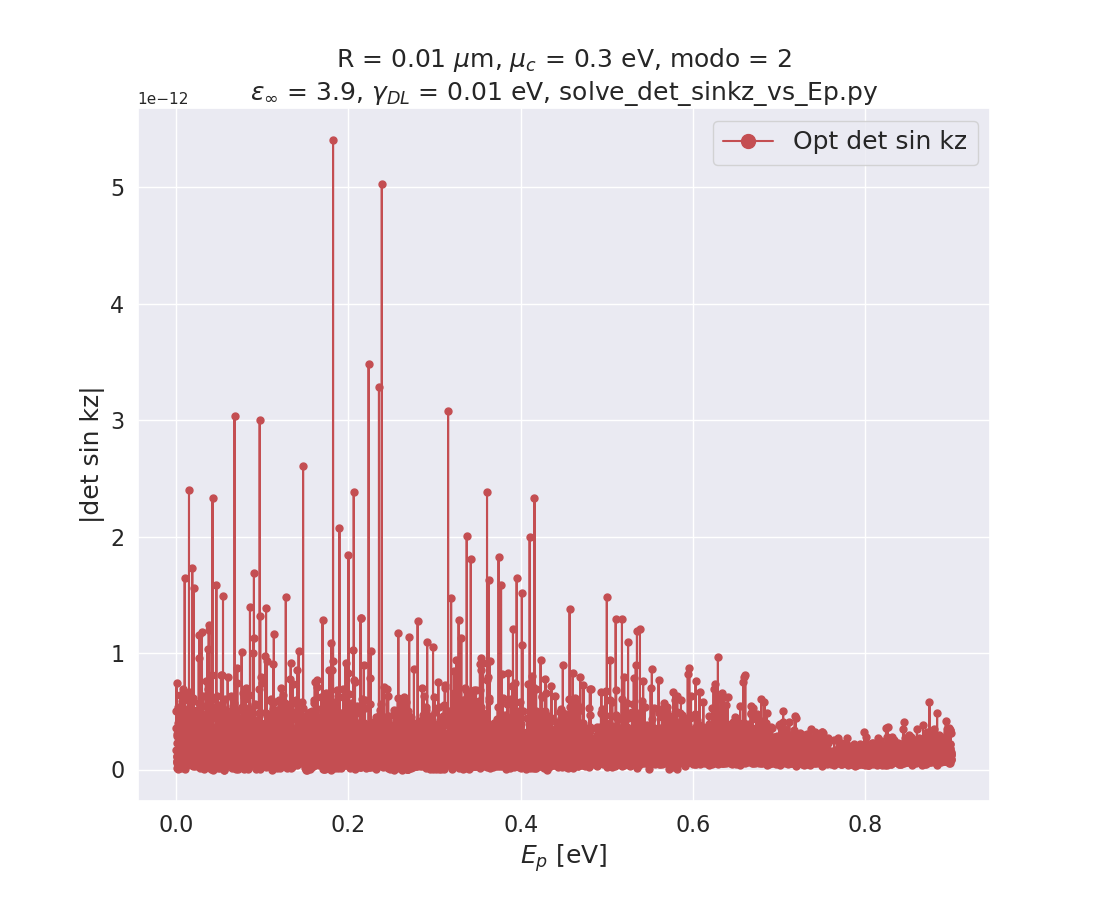 R = 0.01 μm, μ_c = 0.3 eV, modo = 2
ε_∞ = 3.9, γ_DL = 0.01 eV, solve_det_sinkz_vs_Ep.py
1e−12
Opt det sin kz
5
4
3
2
1
0
|det sin kz|
0.0 0.2 0.4 0.6 0.8
E_p [eV]